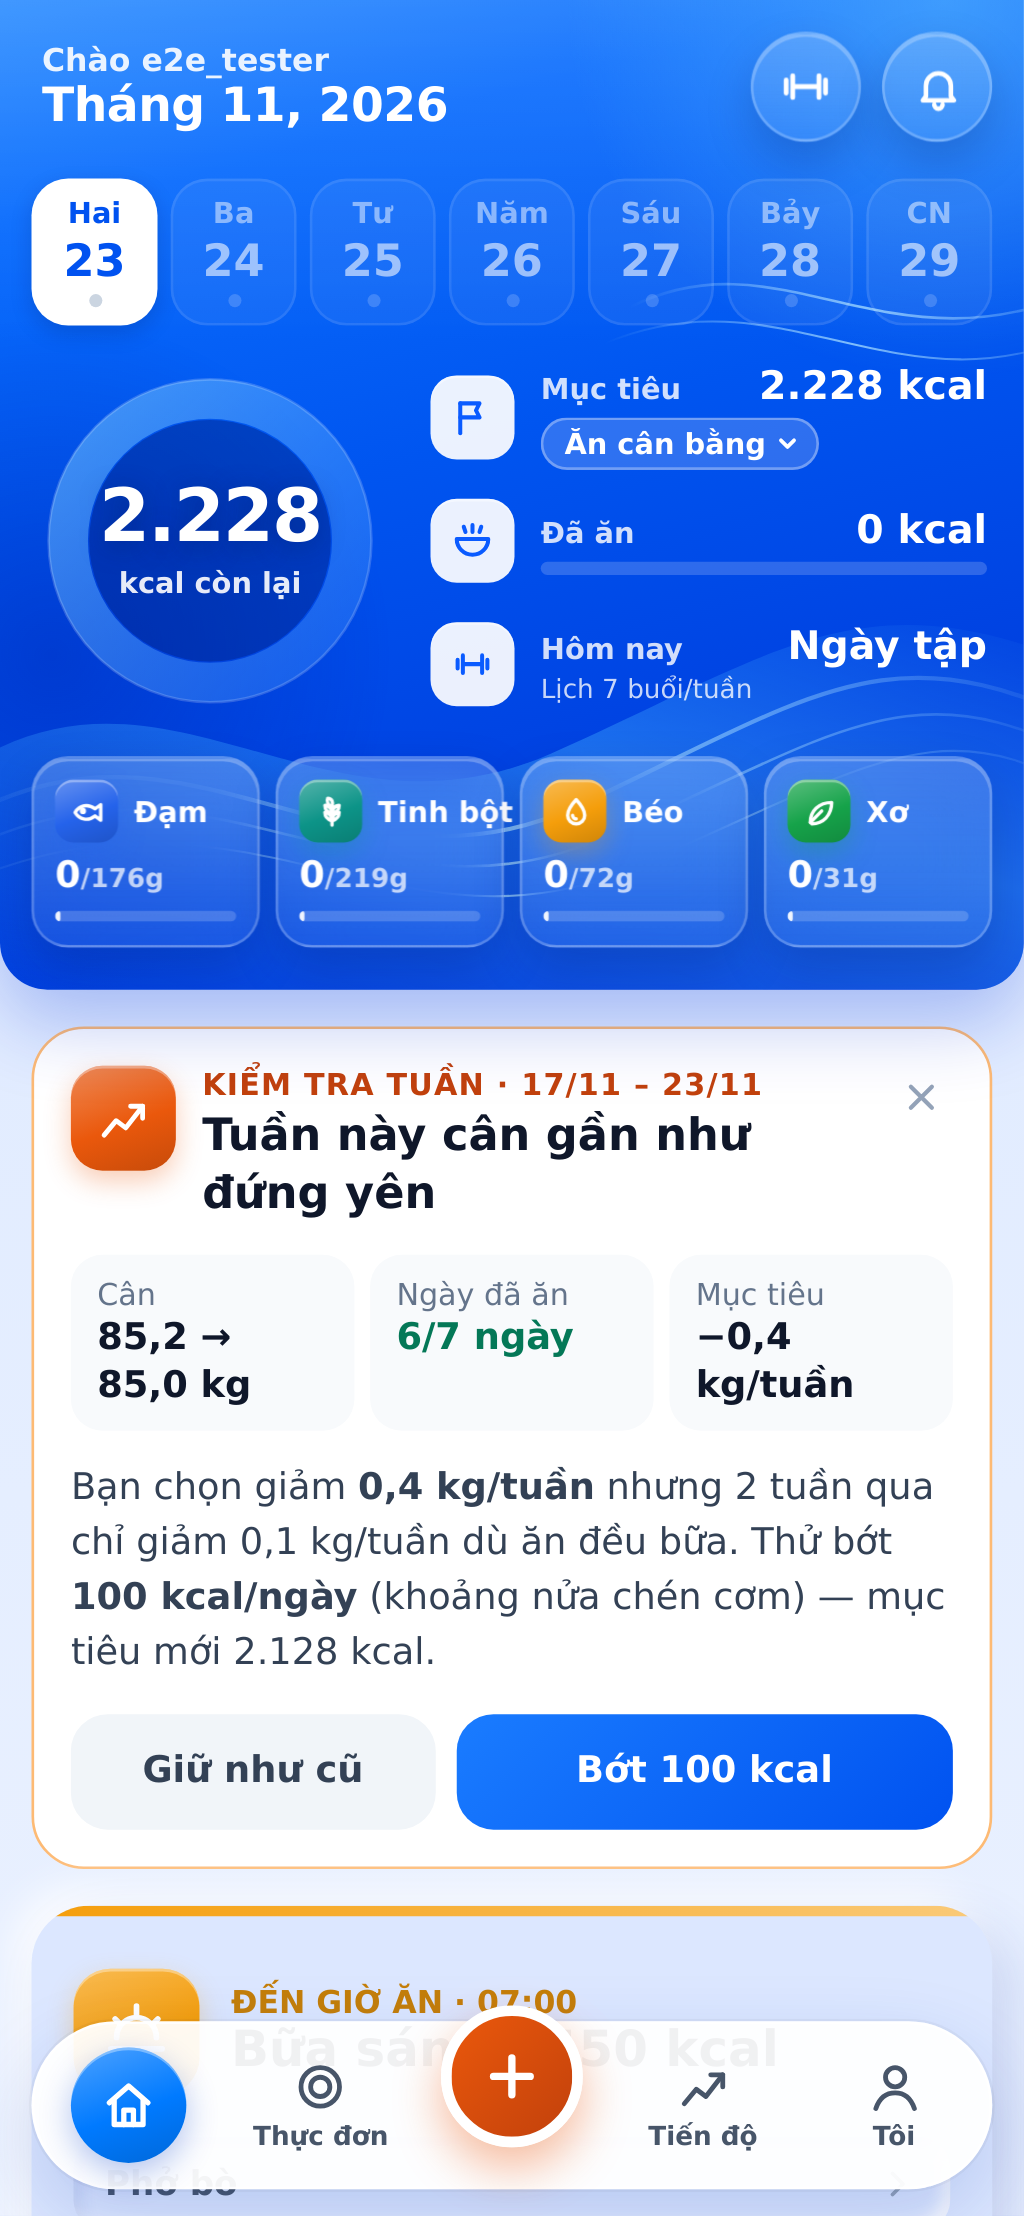 Chào e2e_tester
Tháng 11, 2026
Hai
23
Ba
24
Tư
25
Năm
26
Sáu
27
Bảy
28
CN
29
2.228
kcal còn lại
Mục tiêu 2.228 kcal
Ăn cân bằng
Đã ăn 0 kcal
Hôm nay Ngày tập
Lịch 7 buổi/tuần
Đạm
0/176g
Tinh bột
0/219g
Béo
0/72g
Xơ
0/31g
KIỂM TRA TUẦN · 17/11 – 23/11
Tuần này cân gần như
đứng yên
Cân
85,2 →
85,0 kg
Ngày đã ăn
6/7 ngày
Mục tiêu
−0,4
kg/tuần
Bạn chọn giảm 0,4 kg/tuần nhưng 2 tuần qua
chỉ giảm 0,1 kg/tuần dù ăn đều bữa. Thử bớt
100 kcal/ngày (khoảng nửa chén cơm) — mục
tiêu mới 2.128 kcal.
Giữ như cũ
Bớt 100 kcal
ĐẾN GIỜ ĂN · 07:00
Bữa 50 kcal
Thực đơn
Tiến độ
Tôi
Phở bò